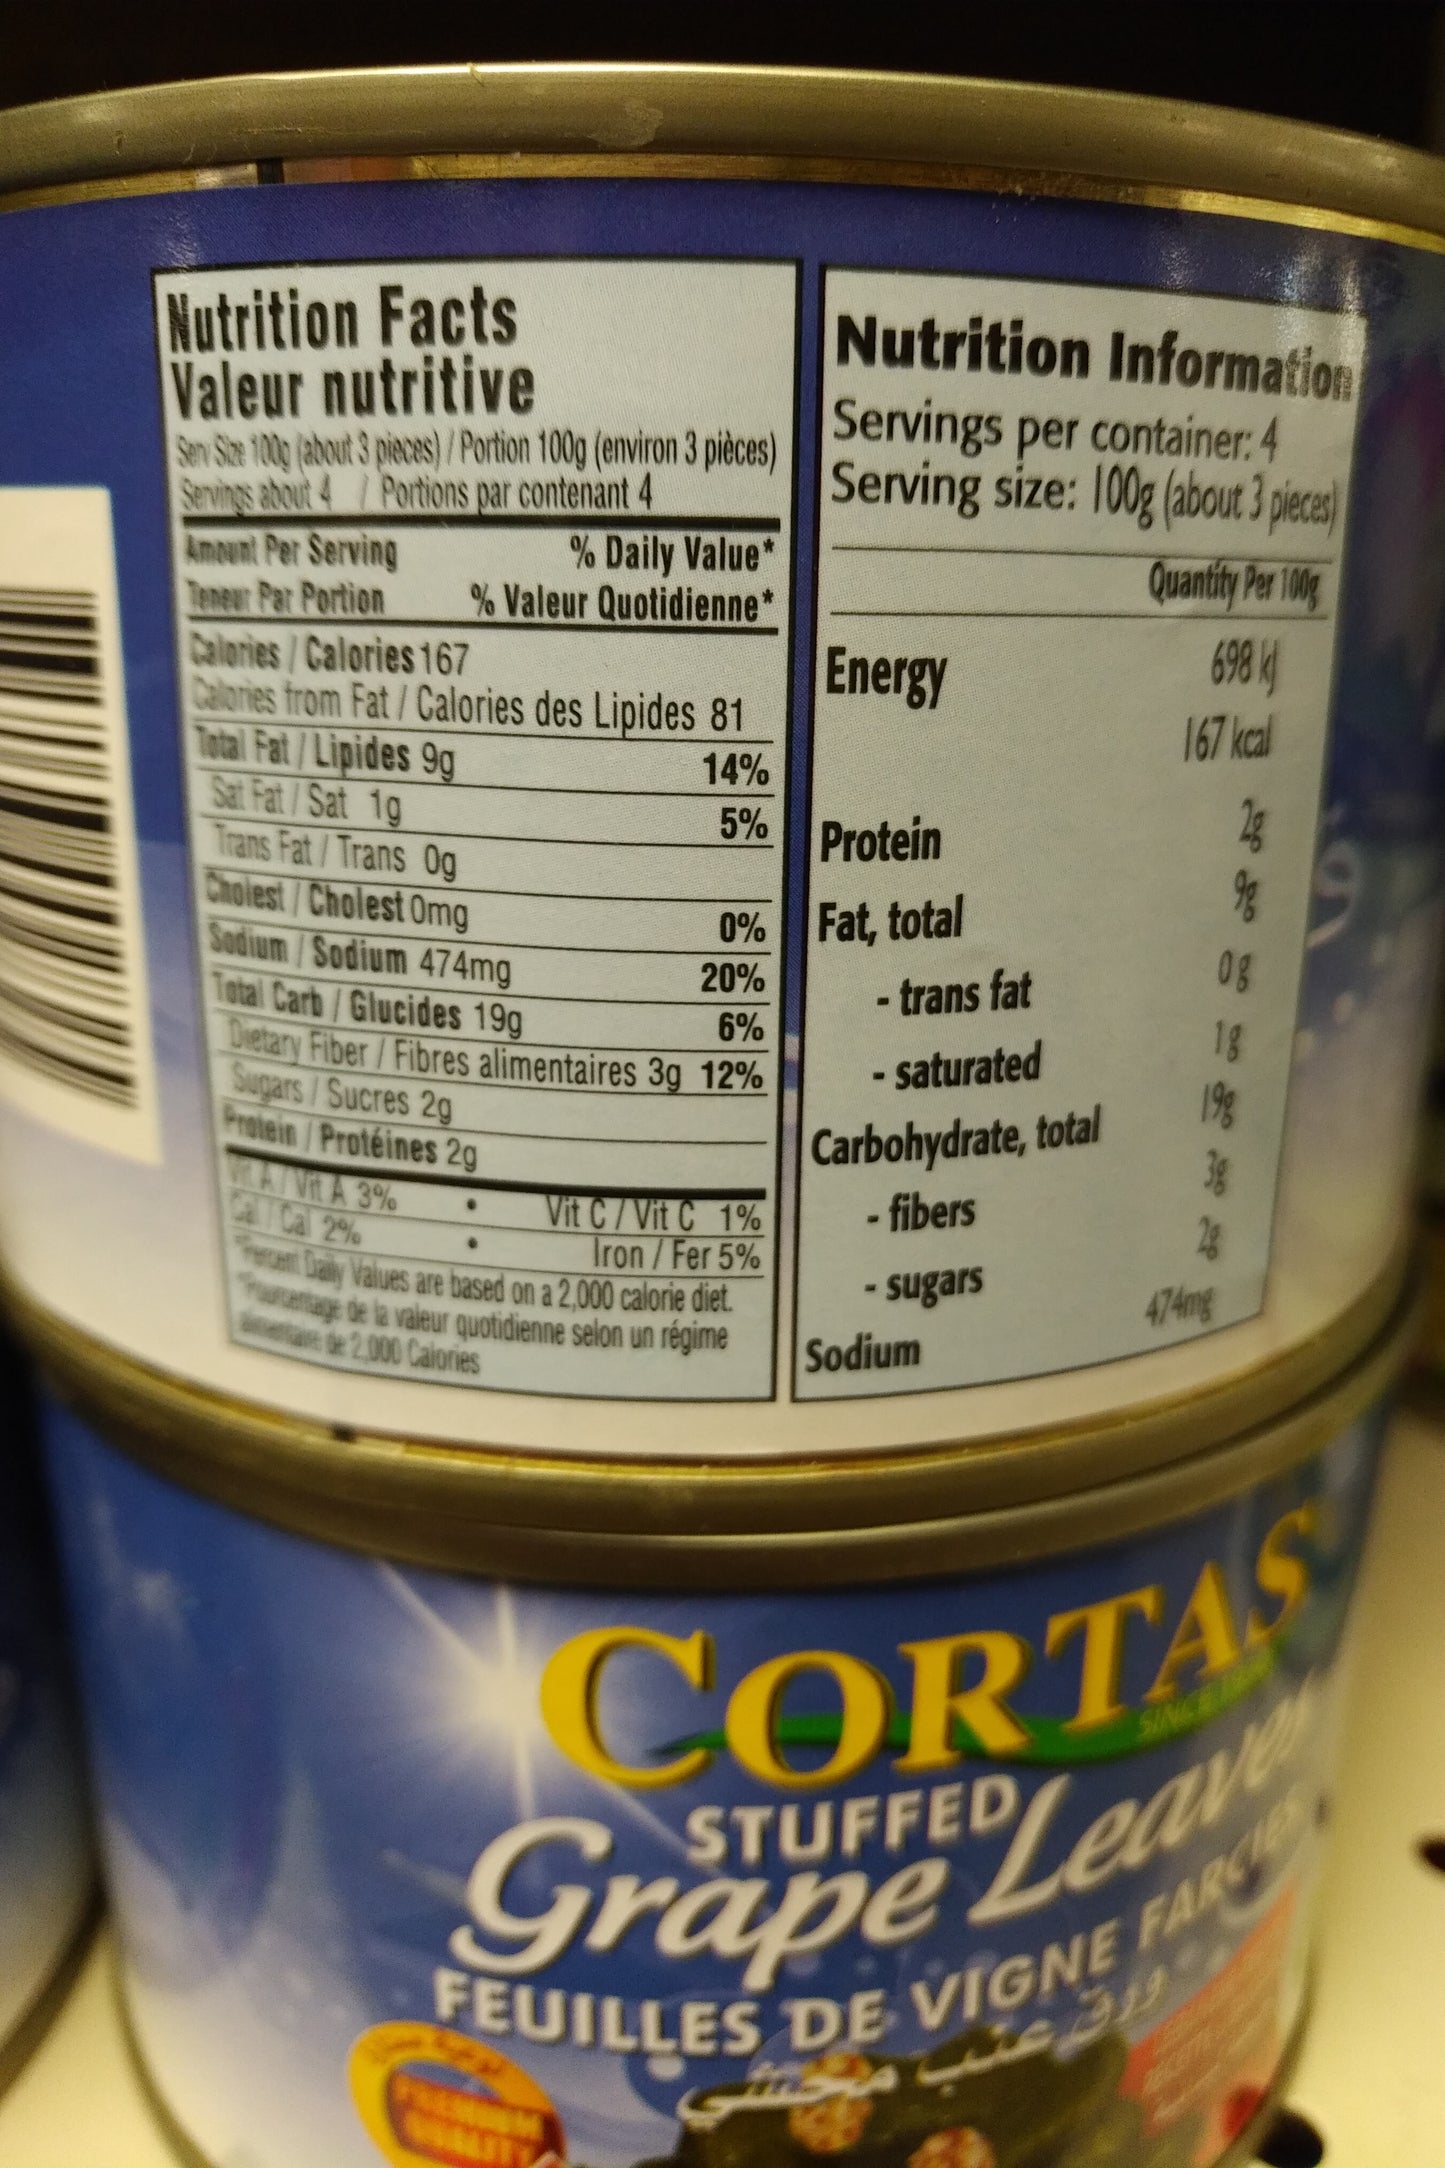 Nutrition Facts
Valeur nutritive
Serv Size 100g (about 3 pieces) / Portion 100g (environ 3 pièces)
Servings about 4 / Portions par contenant 4
Amount Per Serving % Daily Value*
Teneur Par Portion % Valeur Quotidienne*
Calories / Calories 167
Calories from Fat / Calories des Lipides 81
Total Fat / Lipides 9g 14%
Sat Fat / Sat 1g 5%
Trans Fat / Trans 0g
Cholest / Cholest 0mg 0%
Sodium / Sodium 474mg 20%
Total Carb / Glucides 19g 6%
Dietary Fiber / Fibres alimentaires 3g 12%
Sugars / Sucres 2g
Protein / Protéines 2g
Vit A / Vit A 3% • Vit C / Vit C 1%
Cal / Cal 2% • Iron / Fer 5%
*Percent Daily Values are based on a 2,000 calorie diet.
*Pourcentage de la valeur quotidienne selon un régime
alimentaire de 2,000 Calories
Nutrition Information
Servings per container: 4
Serving size: 100g (about 3 pieces)
Quantity Per 100g
Energy 698 kj
167 kcal
Protein 2g
Fat, total 9g
- trans fat 0g
- saturated 1g
Carbohydrate, total 19g
- fibers 3g
- sugars 2g
Sodium 474mg
CORTAS
SINCE
STUFFED
Grape Leaves
FEUILLES DE VIGNE FARCIES
ورق عنب محشي
PREMIUM
QUALITY